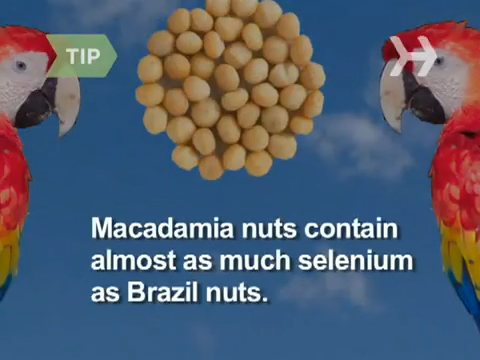 TIP
Macadamia nuts contain
almost as much selenium
as Brazil nuts.